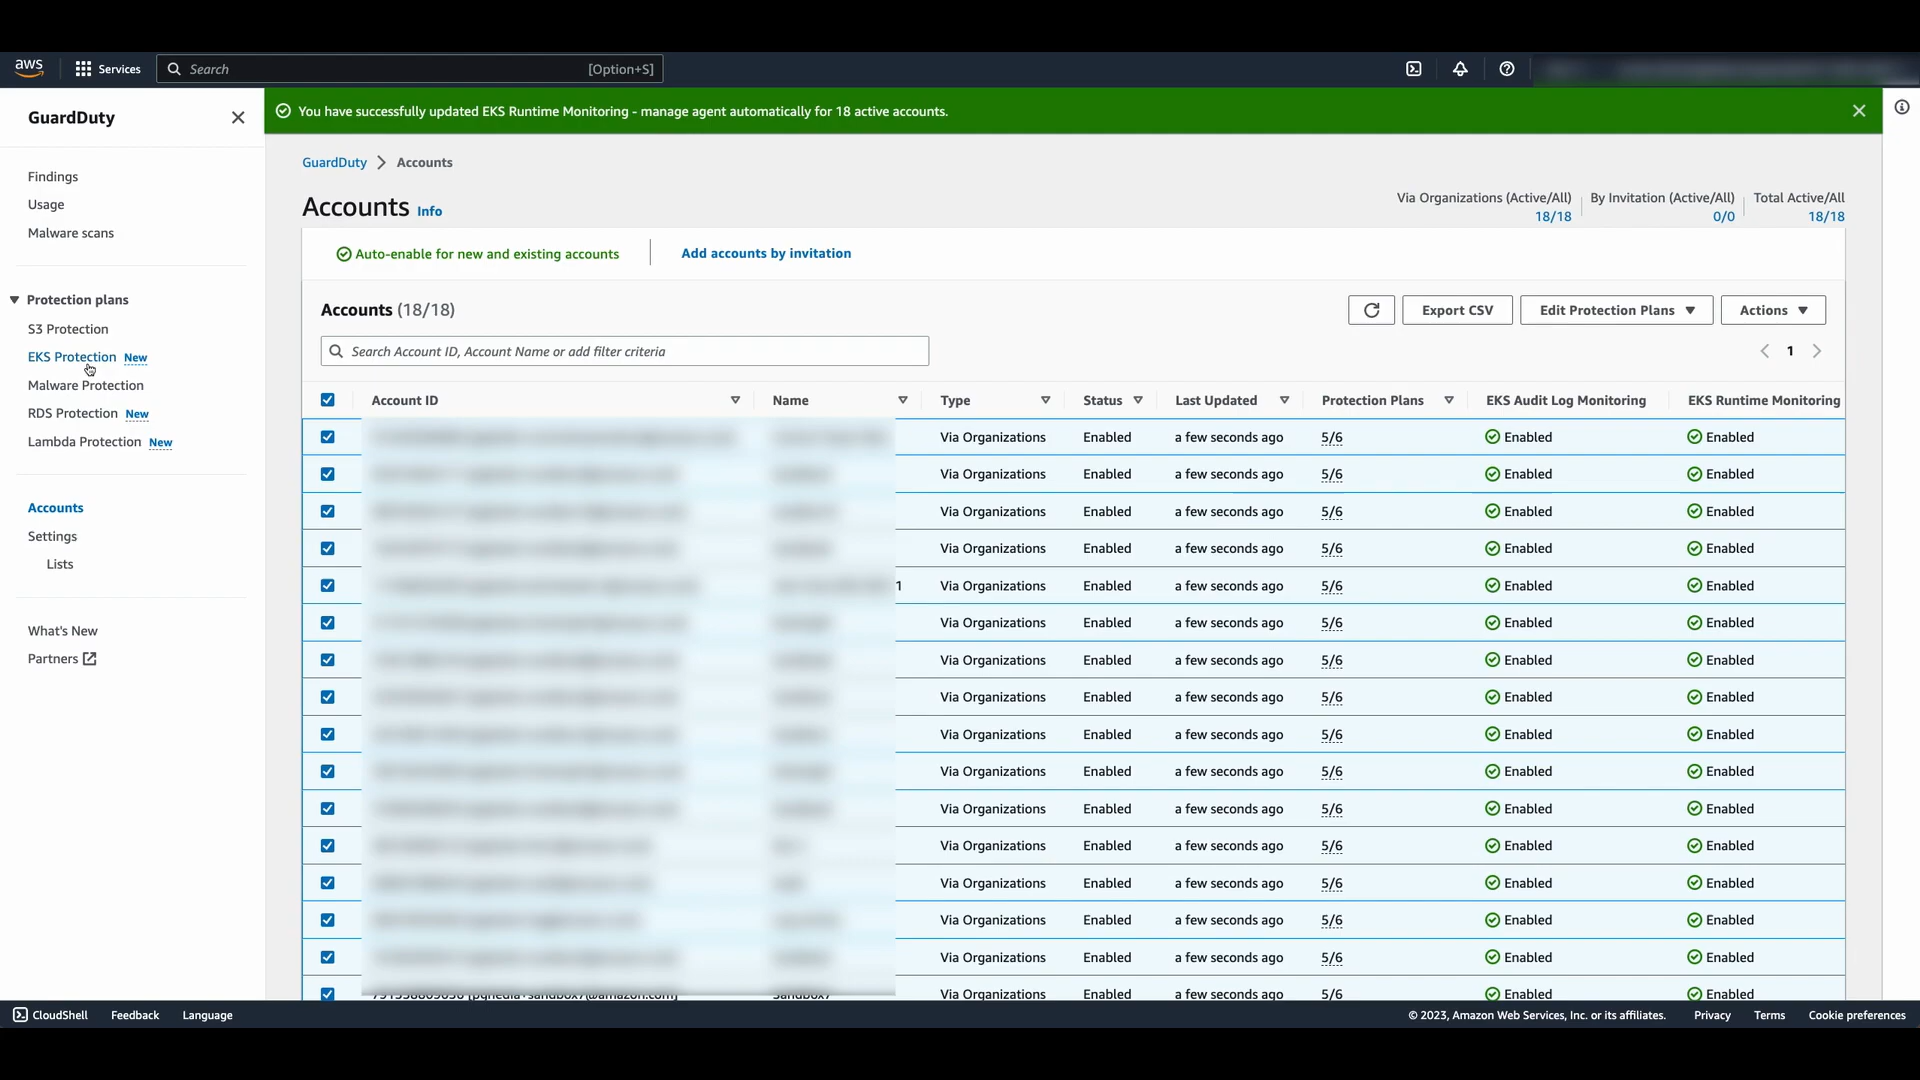 aws
Services
Search
[Option+S]
GuardDuty
You have successfully updated EKS Runtime Monitoring - manage agent automatically for 18 active accounts.
Findings
Usage
Malware scans
Protection plans
S3 Protection
EKS Protection New
Malware Protection
RDS Protection New
Lambda Protection New
Accounts
Settings
Lists
What's New
Partners
GuardDuty > Accounts
Accounts Info
Via Organizations (Active/All)
18/18
By Invitation (Active/All)
0/0
Total Active/All
18/18
Auto-enable for new and existing accounts
Add accounts by invitation
Accounts (18/18)
Export CSV
Edit Protection Plans
Actions
Search Account ID, Account Name or add filter criteria
1
Account ID Name Type Status Last Updated Protection Plans EKS Audit Log Monitoring EKS Runtime Monitoring
Via Organizations Enabled a few seconds ago 5/6 Enabled Enabled
Via Organizations Enabled a few seconds ago 5/6 Enabled Enabled
Via Organizations Enabled a few seconds ago 5/6 Enabled Enabled
Via Organizations Enabled a few seconds ago 5/6 Enabled Enabled
1 Via Organizations Enabled a few seconds ago 5/6 Enabled Enabled
Via Organizations Enabled a few seconds ago 5/6 Enabled Enabled
Via Organizations Enabled a few seconds ago 5/6 Enabled Enabled
Via Organizations Enabled a few seconds ago 5/6 Enabled Enabled
Via Organizations Enabled a few seconds ago 5/6 Enabled Enabled
Via Organizations Enabled a few seconds ago 5/6 Enabled Enabled
Via Organizations Enabled a few seconds ago 5/6 Enabled Enabled
Via Organizations Enabled a few seconds ago 5/6 Enabled Enabled
Via Organizations Enabled a few seconds ago 5/6 Enabled Enabled
Via Organizations Enabled a few seconds ago 5/6 Enabled Enabled
Via Organizations Enabled a few seconds ago 5/6 Enabled Enabled
Via Organizations Enabled a few seconds ago 5/6 Enabled Enabled
CloudShell Feedback Language
© 2023, Amazon Web Services, Inc. or its affiliates. Privacy Terms Cookie preferences